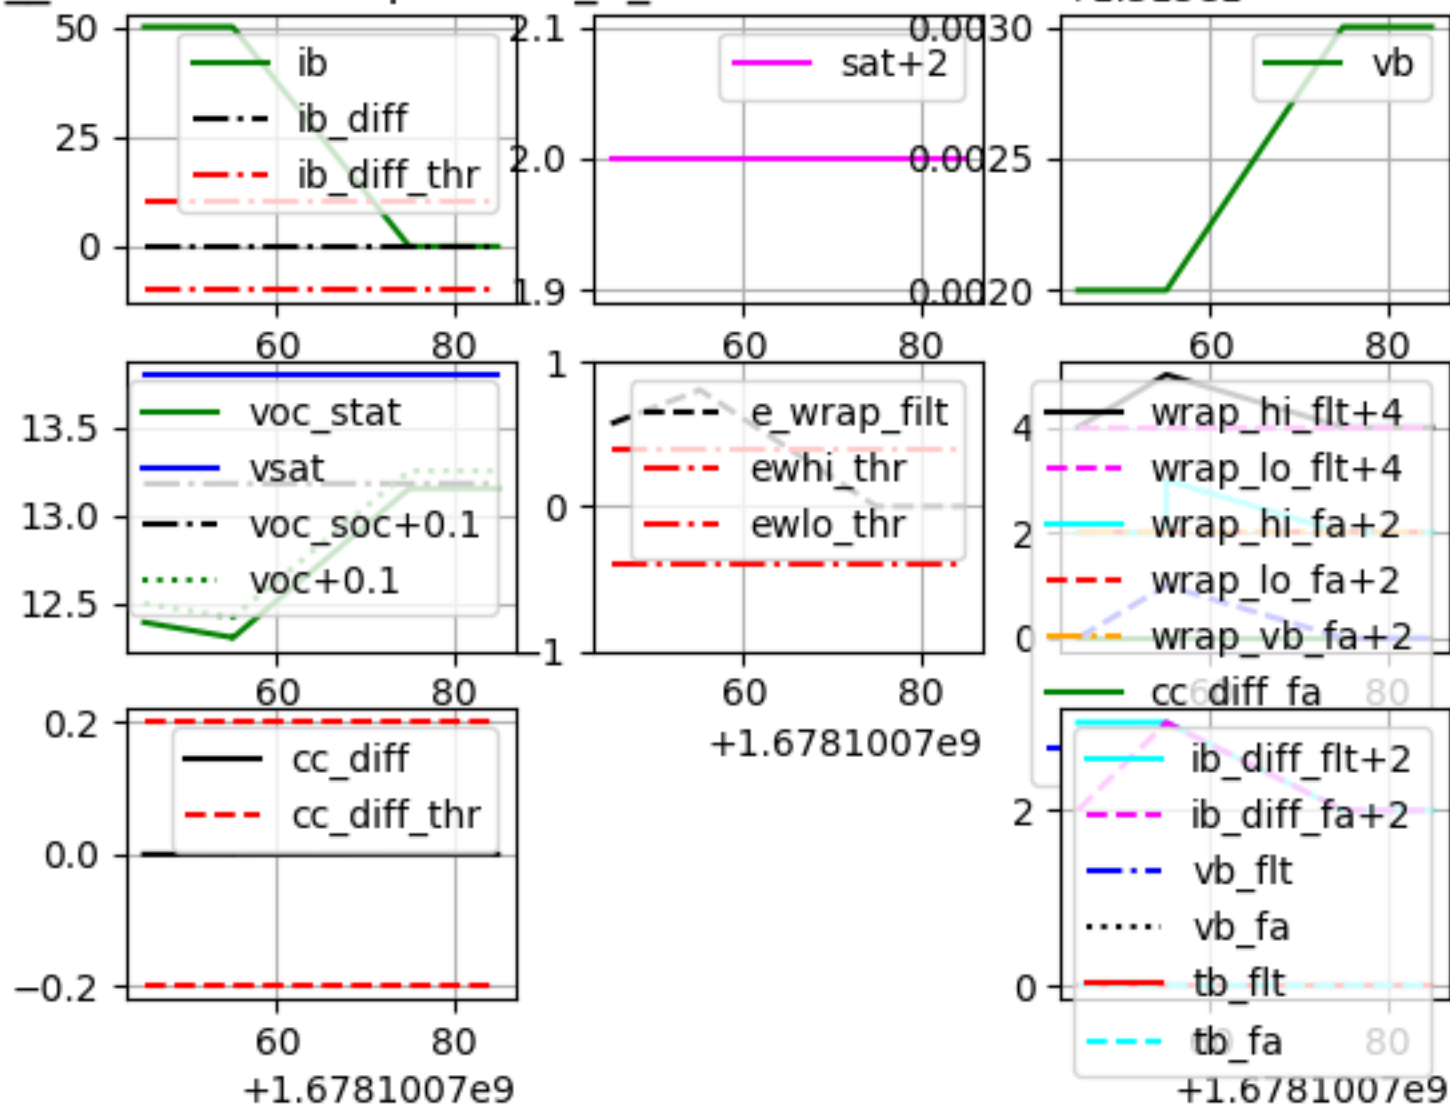 50
25
0
ib
ib_diff
ib_diff_thr
60
80
2.1
2.0
1.9
sat+2
60
80
0.0030
0.0025
0.0020
vb
60
80
13.5
13.0
12.5
voc_stat
vsat
voc_soc+0.1
voc+0.1
60
80
1
0
−1
e_wrap_filt
ewhi_thr
ewlo_thr
60
80
+1.6781007e9
4
2
0
wrap_hi_flt+4
wrap_lo_flt+4
wrap_hi_fa+2
wrap_lo_fa+2
wrap_vb_fa+2
cc_diff_fa
80
0.2
0.0
−0.2
cc_diff
cc_diff_thr
60
80
+1.6781007e9
2
0
ib_diff_flt+2
ib_diff_fa+2
vb_flt
vb_fa
tb_flt
tb_fa
80
+1.6781007e9